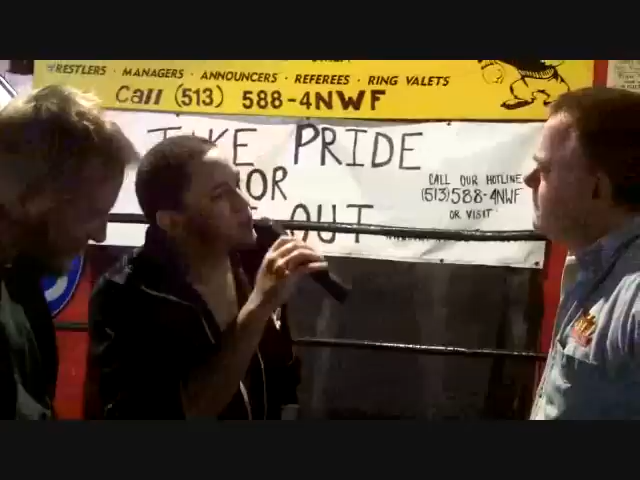 WRESTLERS · MANAGERS · ANNOUNCERS · REFEREES · RING VALETS
Call (513) 588-4NWF
TAKE PRIDE
OR
OUT
CALL OUR HOTLINE
(513) 588-4NWF
OR VISIT